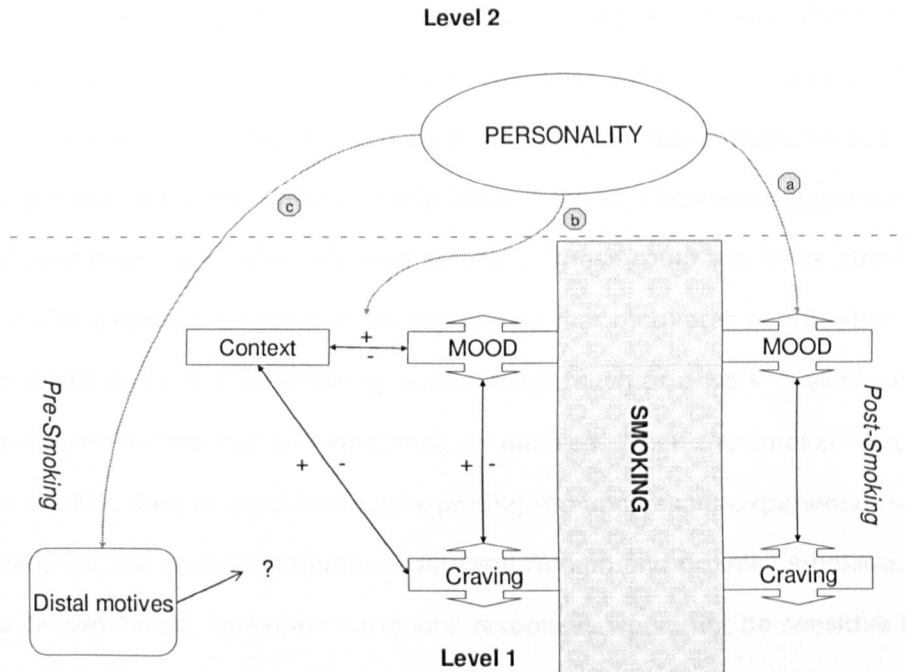 Level 2
PERSONALITY
a
c
b
Context
+
-
MOOD
MOOD
Pre-Smoking
SMOKING
Post-Smoking
+ -
+ -
Distal motives
?
Craving
Craving
Level 1